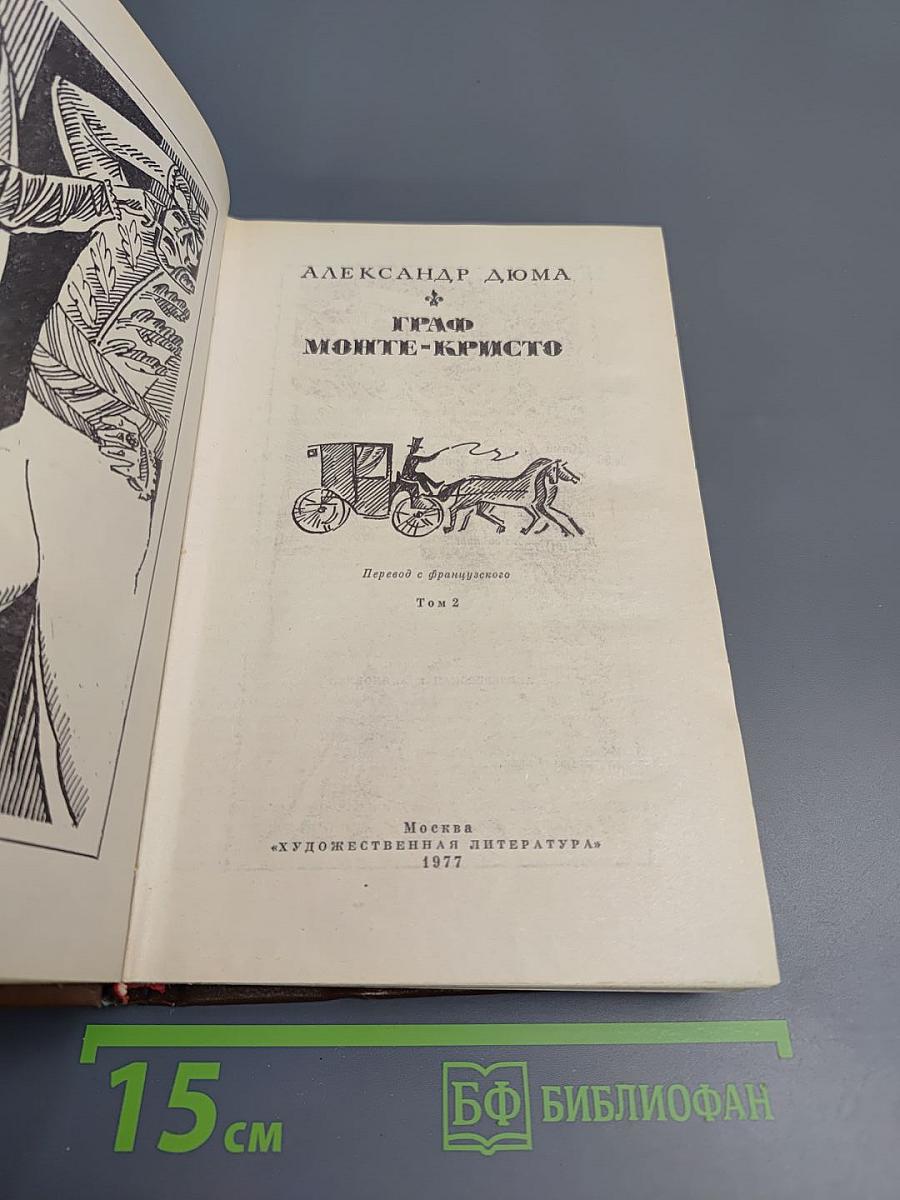 АЛЕКСАНДР ДЮМА
ГРАФ
МОНТЕ-КРИСТО
Перевод с французского
Том 2
Москва
«ХУДОЖЕСТВЕННАЯ ЛИТЕРАТУРА»
1977
15 см
БФ БИБЛИОФАН